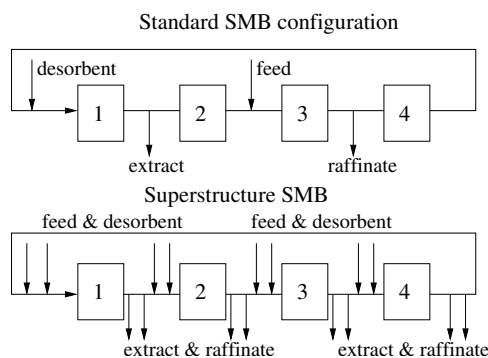 Standard SMB configuration
desorbent
feed
1
2
3
4
extract
raffinate
Superstructure SMB
feed & desorbent
feed & desorbent
1
2
3
4
extract & raffinate
extract & raffinate